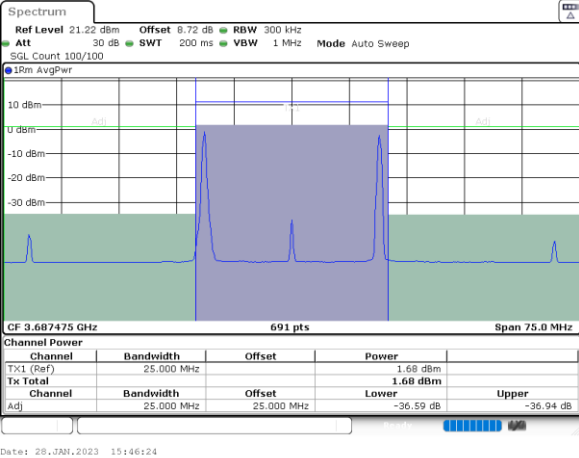 Spectrum
Ref Level 21.22 dBm Offset 8.72 dB RBW 300 kHz
Att 30 dB SWT 200 ms VBW 1 MHz Mode Auto Sweep
SGL Count 100/100
1Rm AvgPwr
10 dBm
Adj Adj
0 dBm
-10 dBm
-20 dBm
-30 dBm
CF 3.687475 GHz 691 pts Span 75.0 MHz
Channel Power
Channel Bandwidth Offset Power
TX1 (Ref) 25.000 MHz 1.68 dBm
Tx Total 1.68 dBm
Channel Bandwidth Offset Lower Upper
Adj 25.000 MHz 25.000 MHz -36.59 dB -36.94 dB
Date: 28.JAN.2023 15:46:24